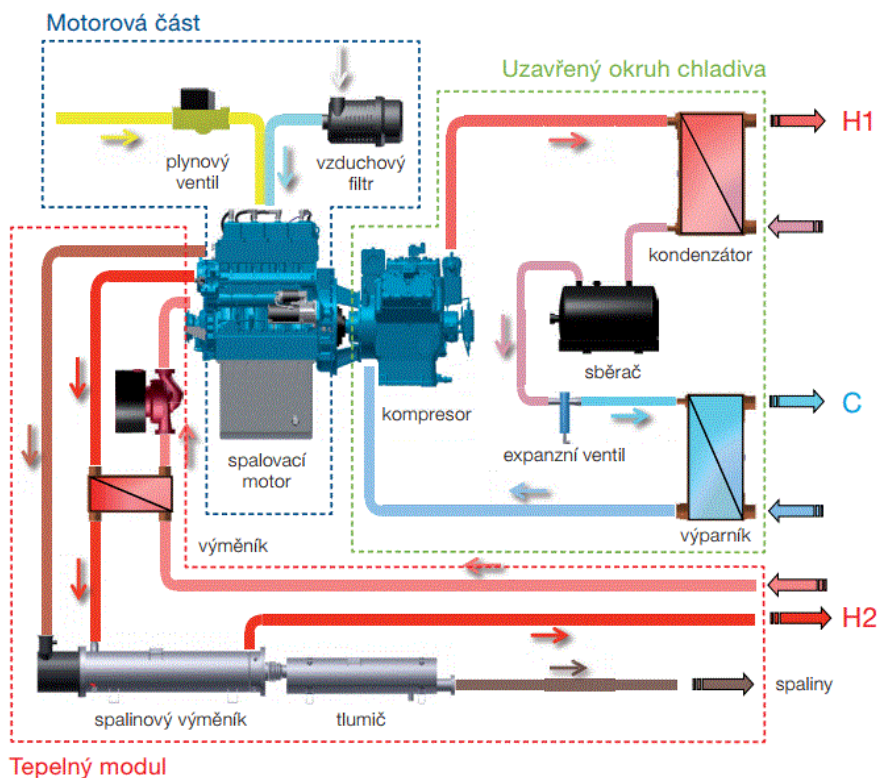 Motorová část
Uzavřený okruh chladiva
plynový
ventil
vzduchový
filtr
H1
kondenzátor
sběrač
kompresor
C
expanzní ventil
spalovací
motor
výparník
výměník
H2
spalinový výměník
tlumič
spaliny
Tepelný modul